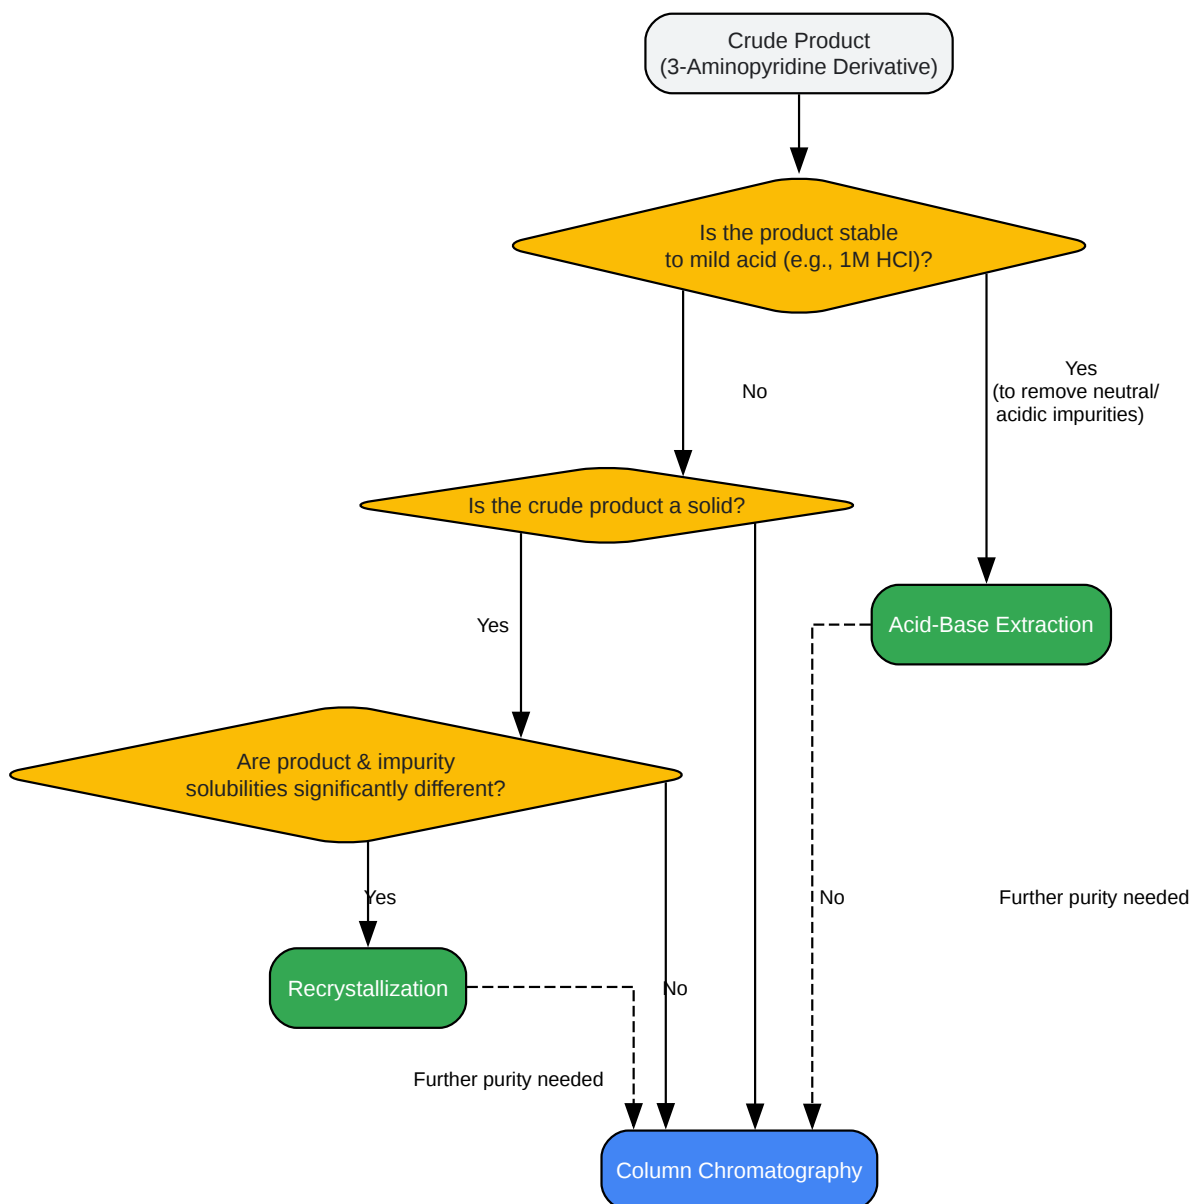 Crude Product
(3-Aminopyridine Derivative)
Is the product stable
to mild acid (e.g., 1M HCl)?
Yes
(to remove neutral/
acidic impurities)
No
Is the crude product a solid?
Yes
Acid-Base Extraction
Are product & impurity
solubilities significantly different?
Yes
No
Further purity needed
Recrystallization
No
Further purity needed
Column Chromatography